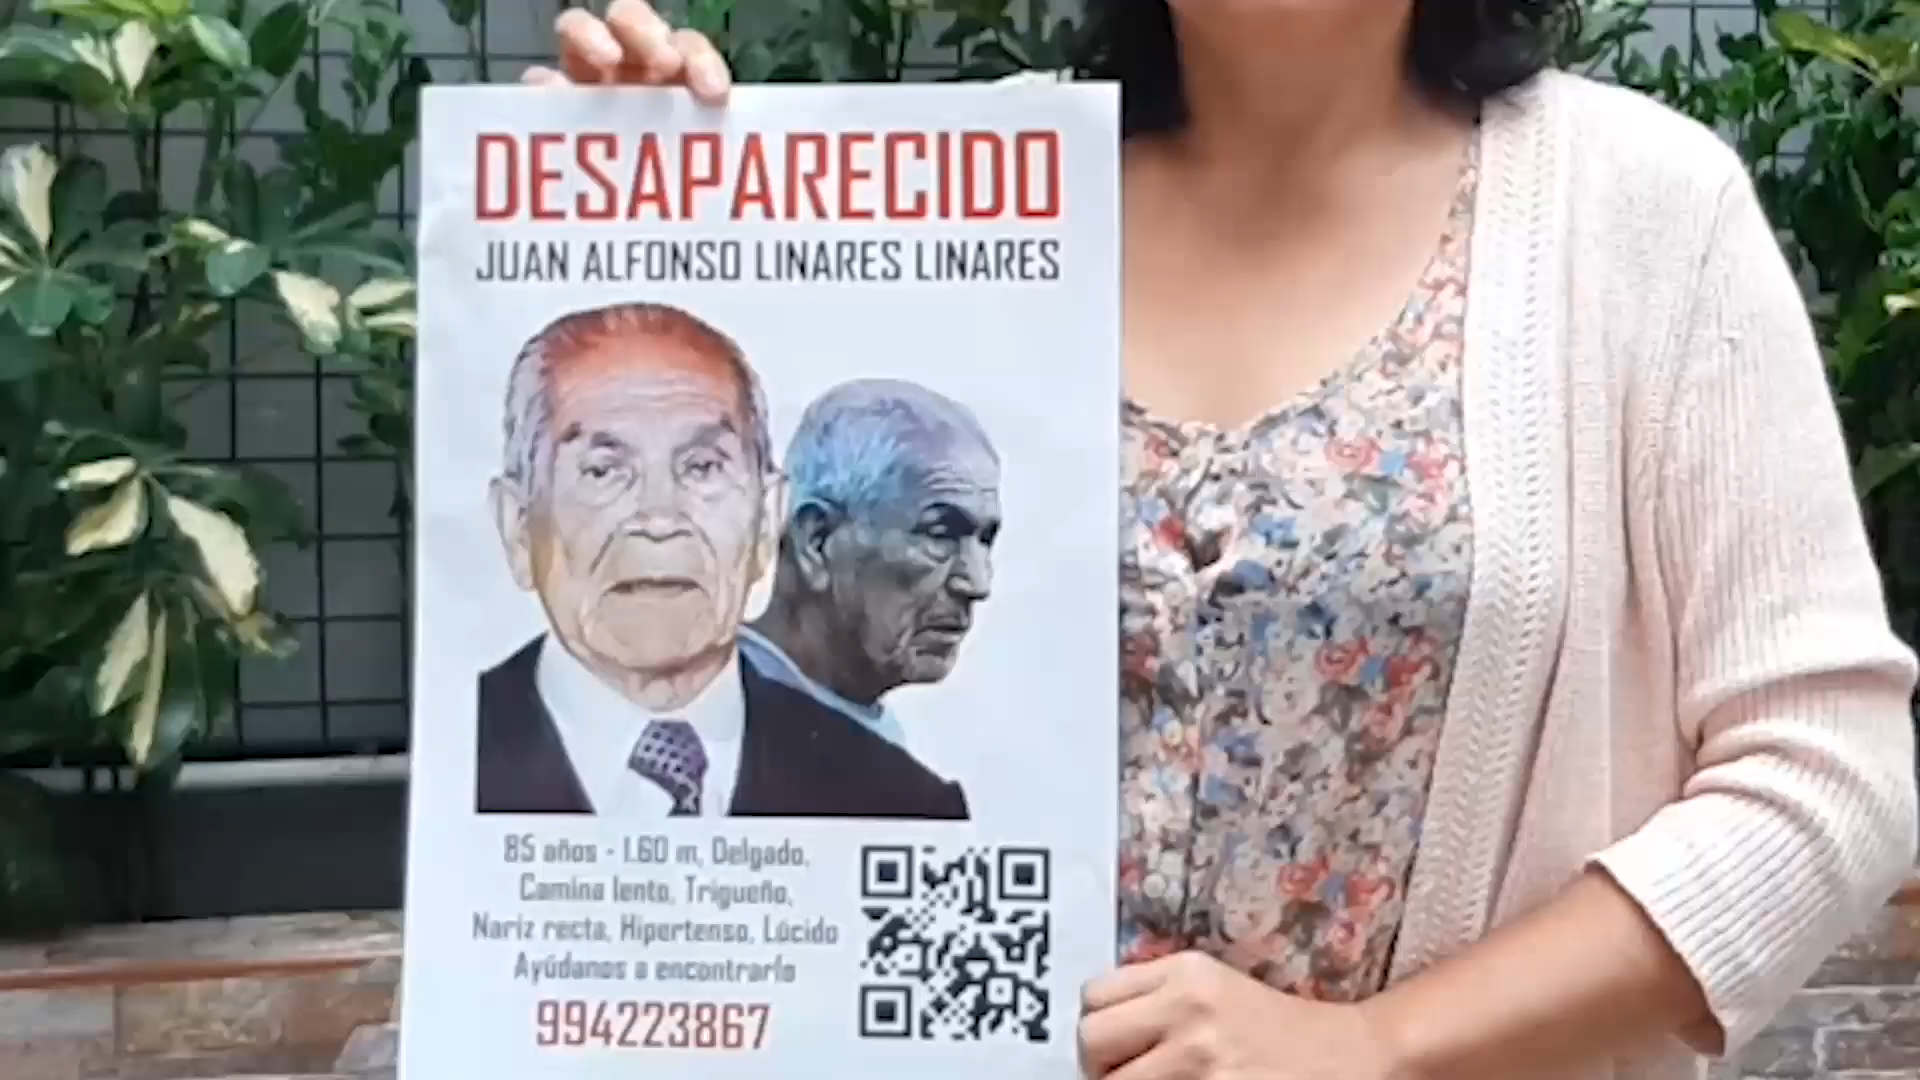 DESAPARECIDO
JUAN ALFONSO LINARES LINARES
85 años - 1.60 m, Delgado,
Camina lento, Trigueño,
Nariz recta, Hipertenso, Lúcido
Ayúdanos a encontrarlo
994223867